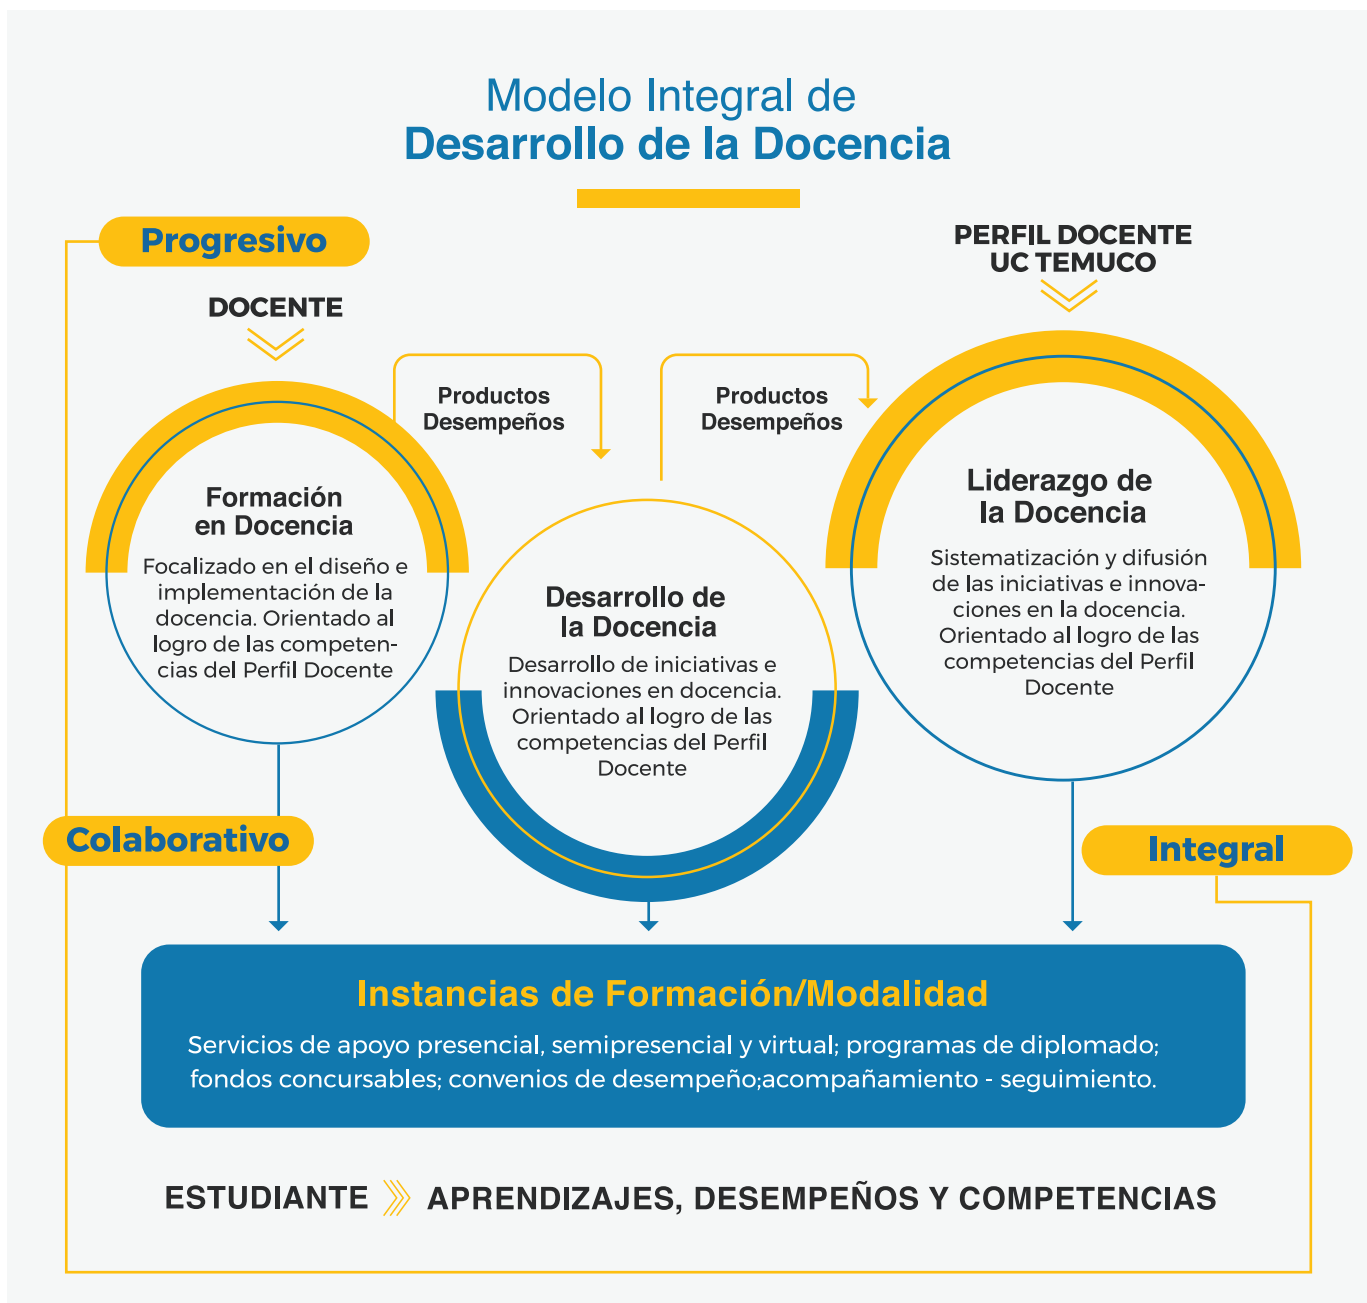 Modelo Integral de
Desarrollo de la Docencia
Progresivo
PERFIL DOCENTE
UC TEMUCO
DOCENTE
Productos
Desempeños
Productos
Desempeños
Formación
en Docencia
Focalizado en el diseño e
implementación de la
docencia. Orientado al
logro de las competen-
cias del Perfil Docente
Desarrollo de
la Docencia
Desarrollo de iniciativas e
innovaciones en docencia.
Orientado al logro de las
competencias del Perfil
Docente
Liderazgo de
la Docencia
Sistematización y difusión
de las iniciativas e innova-
ciones en la docencia.
Orientado al logro de las
competencias del Perfil
Docente
Colaborativo
Integral
Instancias de Formación/Modalidad
Servicios de apoyo presencial, semipresencial y virtual; programas de diplomado;
fondos concursables; convenios de desempeño;acompañamiento - seguimiento.
ESTUDIANTE
APRENDIZAJES, DESEMPEÑOS Y COMPETENCIAS